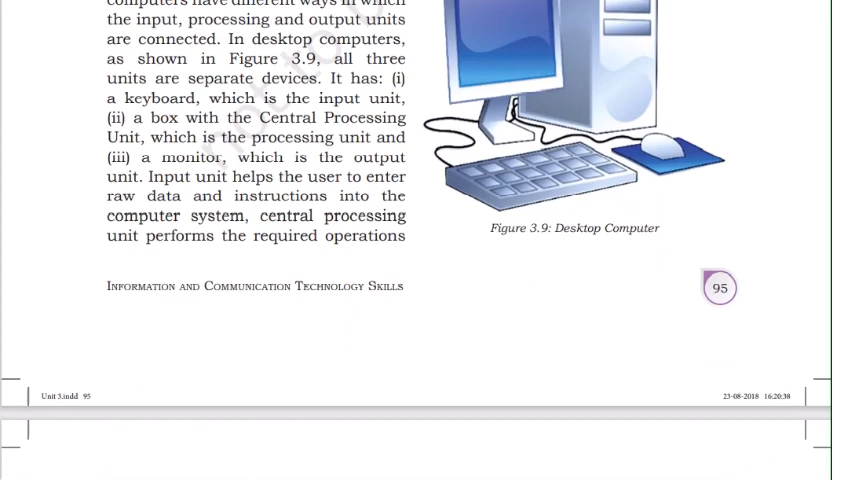 computers have different ways in which
the input, processing and output units
are connected. In desktop computers,
as shown in Figure 3.9, all three
units are separate devices. It has: (i)
a keyboard, which is the input unit,
(ii) a box with the Central Processing
Unit, which is the processing unit and
(iii) a monitor, which is the output
unit. Input unit helps the user to enter
raw data and instructions into the
computer system, central processing
unit performs the required operations
Figure 3.9: Desktop Computer
Information and Communication Technology Skills
95
Unit 3.indd 95
23-08-2018 16:20:38
not to